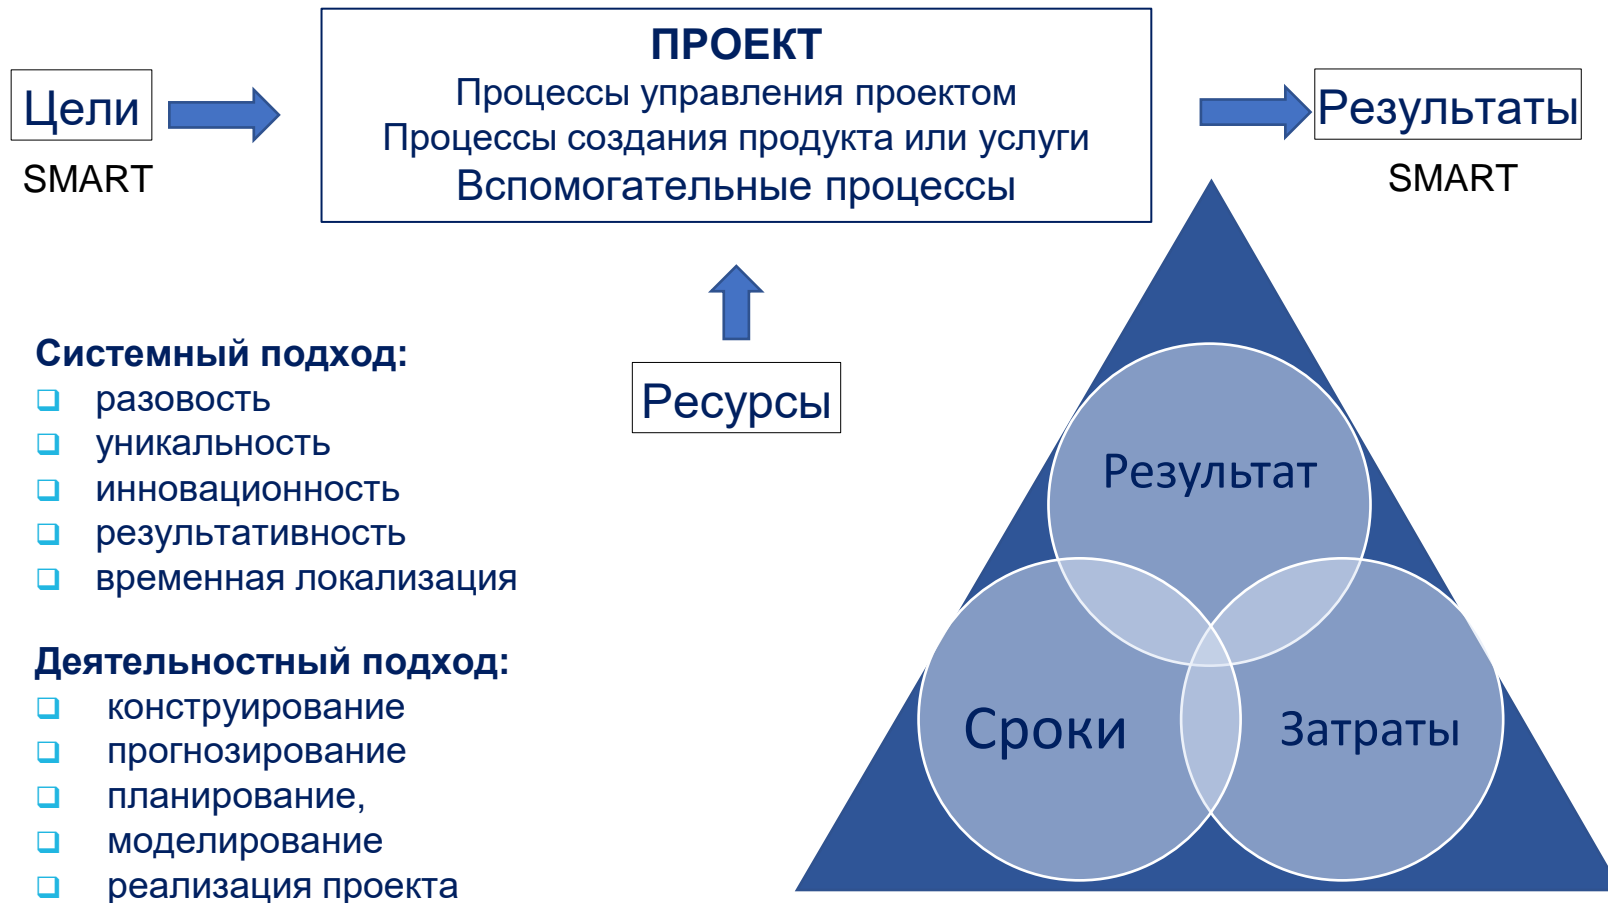 ПРОЕКТ
Процессы управления проектом
Процессы создания продукта или услуги
Вспомогательные процессы
Цели
SMART
Результаты
SMART
Ресурсы
Системный подход:
разовость
уникальность
инновационность
результативность
временная локализация
Деятельностный подход:
конструирование
прогнозирование
планирование,
моделирование
реализация проекта
Результат
Сроки
Затраты